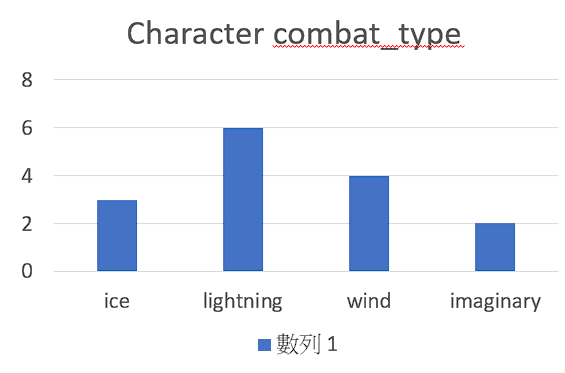 Character combat_type
8
6
4
2
0
ice lightning wind imaginary
數列 1